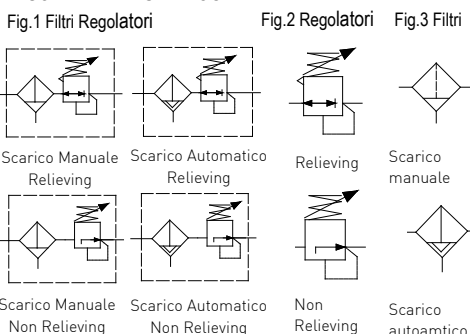 Fig.1 Filtri Regolatori
Fig.2 Regolatori
Fig.3 Filtri
Scarico Manuale
Relieving
Scarico Automatico
Relieving
Relieving
Scarico
manuale
Scarico Manuale
Non Relieving
Scarico Automatico
Non Relieving
Non
Relieving
Scarico
autoamtico